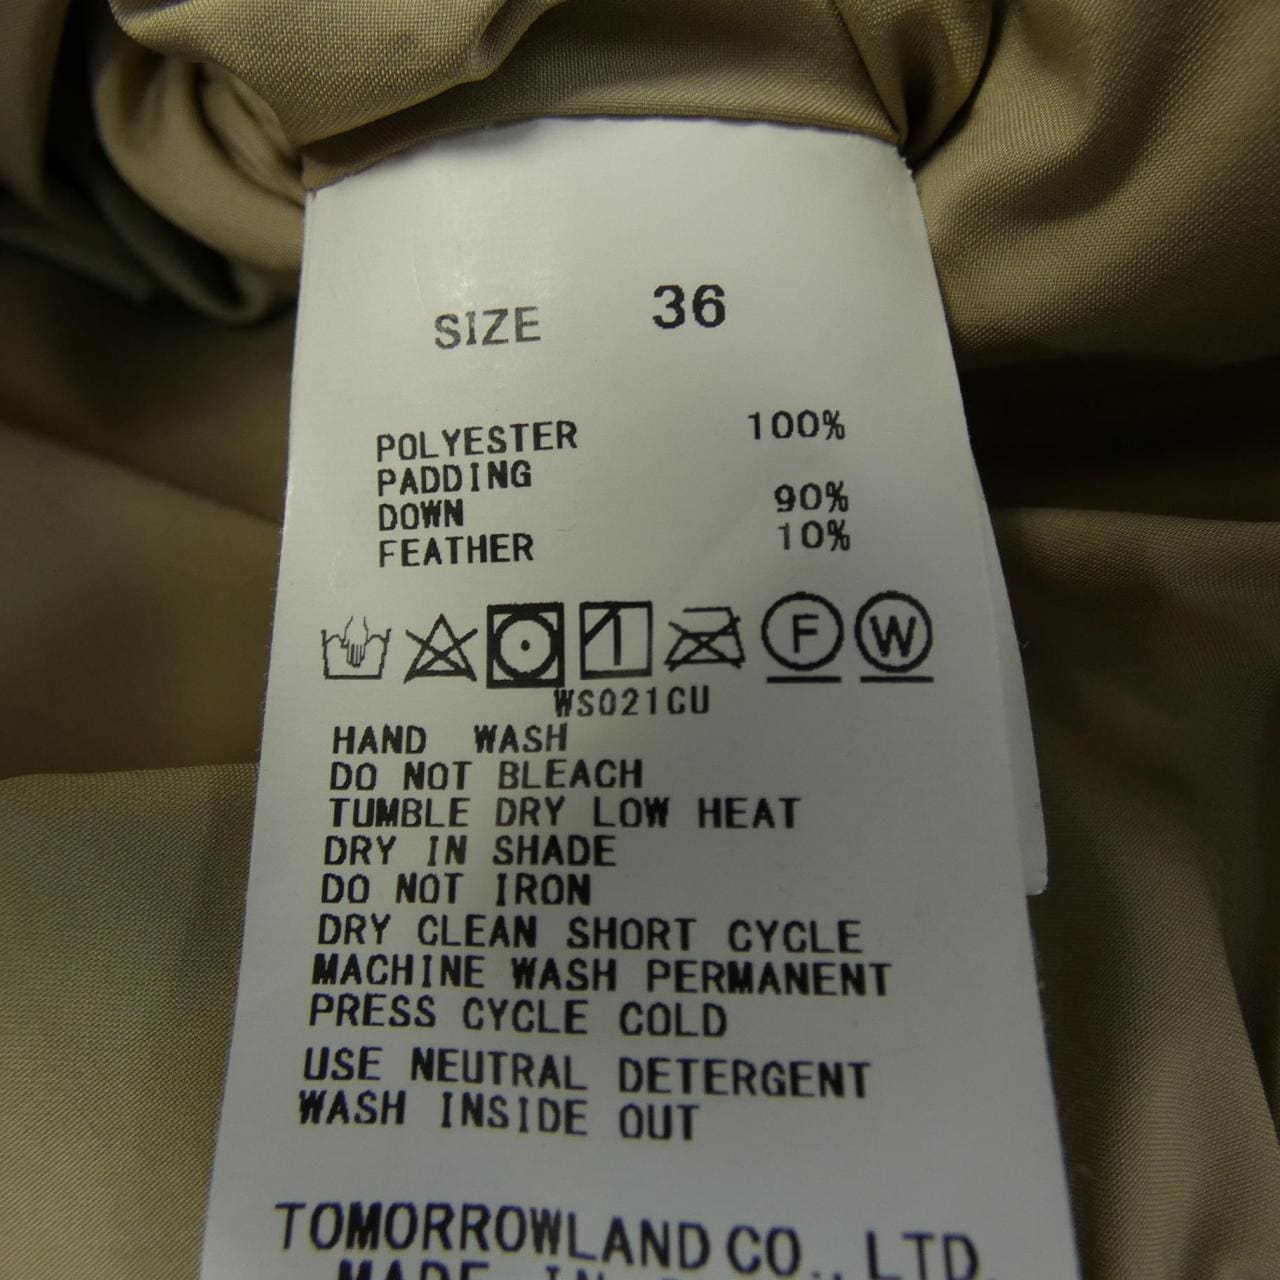 SIZE 36
POLYESTER 100%
PADDING
DOWN 90%
FEATHER 10%
F W
WS021CU
HAND WASH
DO NOT BLEACH
TUMBLE DRY LOW HEAT
DRY IN SHADE
DO NOT IRON
DRY CLEAN SHORT CYCLE
MACHINE WASH PERMANENT
PRESS CYCLE COLD
USE NEUTRAL DETERGENT
WASH INSIDE OUT
TOMORROWLAND CO., LTD.
MADE IN